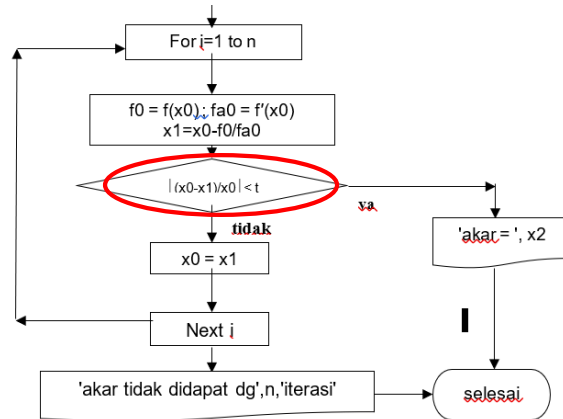 For i=1 to n
f0 = f(x0) ; fa0 = f'(x0)
x1=x0-f0/fa0
|(x0-x1)/x0| < t
ya
tidak
'akar = ', x2
x0 = x1
Next i
'akar tidak didapat dg',n,'iterasi'
selesai